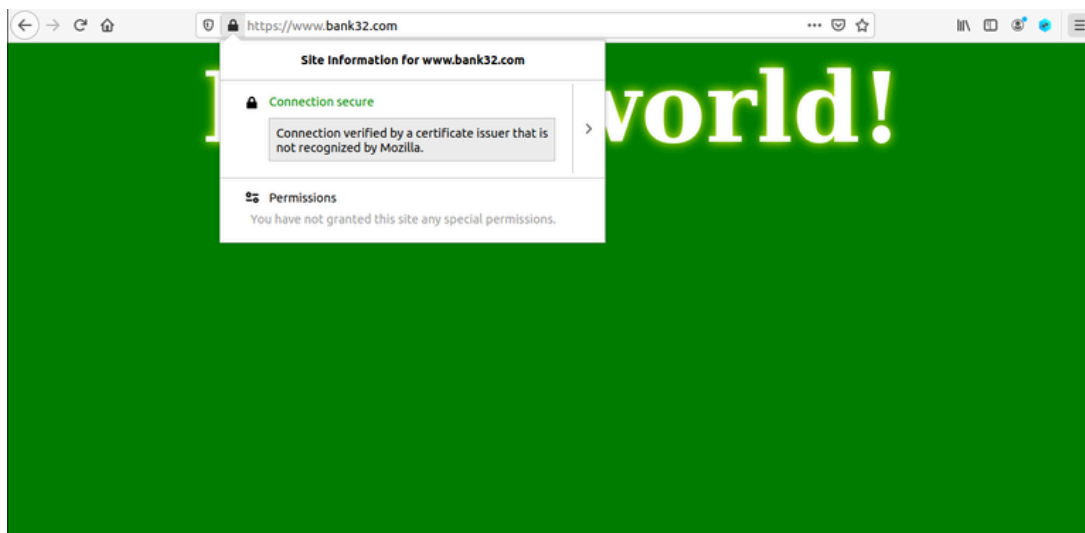 https://www.bank32.com
Site Information for www.bank32.com
world!
Connection secure
Connection verified by a certificate issuer that is
not recognized by Mozilla.
Permissions
You have not granted this site any special permissions.